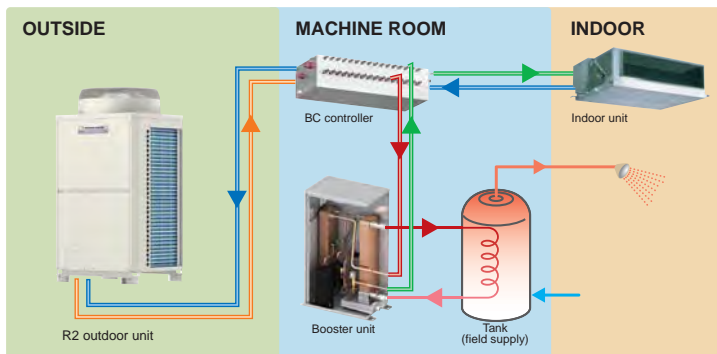 OUTSIDE
MACHINE ROOM
INDOOR
BC controller
Indoor unit
R2 outdoor unit
Booster unit
Tank
(field supply)